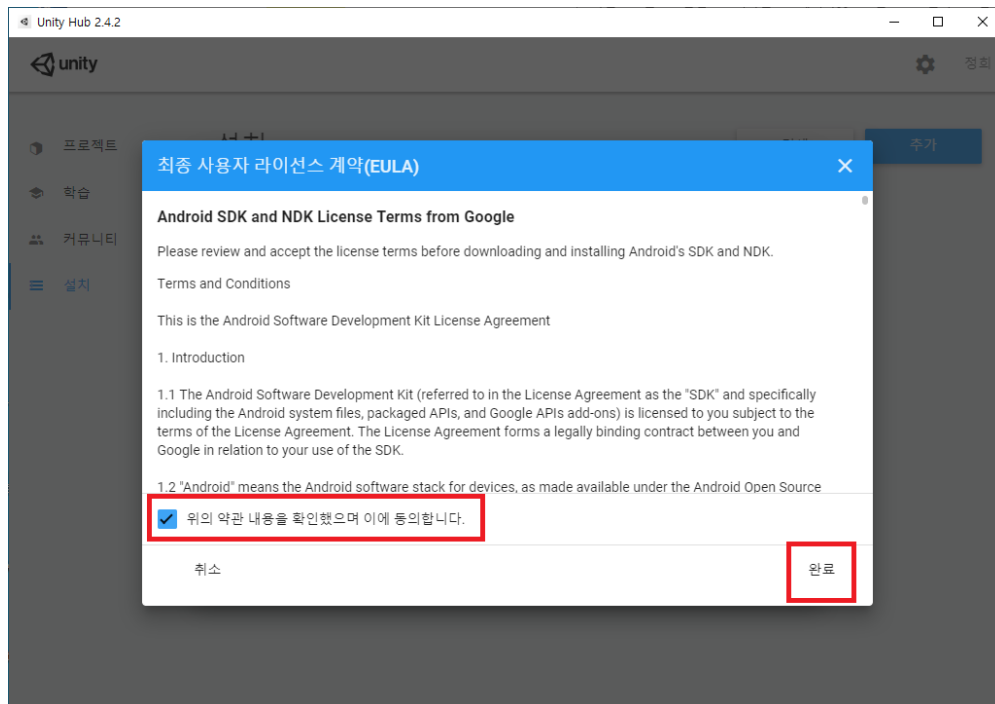 Unity Hub 2.4.2
unity
정희
프로젝트
설치
추가
학습
커뮤니티
설치
최종 사용자 라이선스 계약(EULA)
Android SDK and NDK License Terms from Google
Please review and accept the license terms before downloading and installing Android's SDK and NDK.
Terms and Conditions
This is the Android Software Development Kit License Agreement
1. Introduction
1.1 The Android Software Development Kit (referred to in the License Agreement as the "SDK" and specifically
including the Android system files, packaged APIs, and Google APIs add-ons) is licensed to you subject to the
terms of the License Agreement. The License Agreement forms a legally binding contract between you and
Google in relation to your use of the SDK.
1.2 "Android" means the Android software stack for devices, as made available under the Android Open Source
위의 약관 내용을 확인했으며 이에 동의합니다.
취소
완료